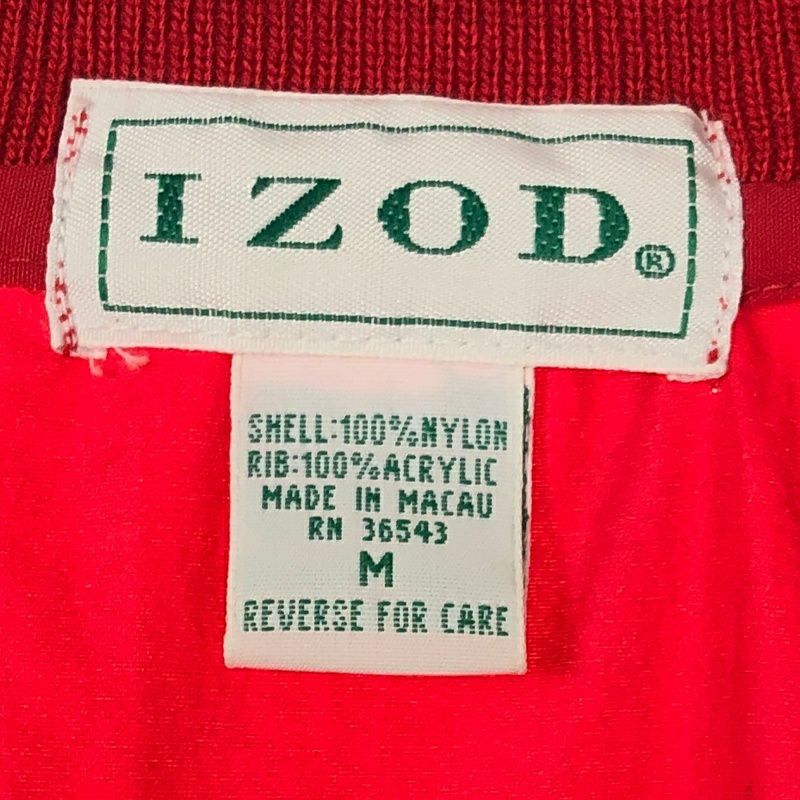 IZOD®
SHELL:100%NYLON
RIB:100%ACRYLIC
MADE IN MACAU
RN 36543
M
REVERSE FOR CARE